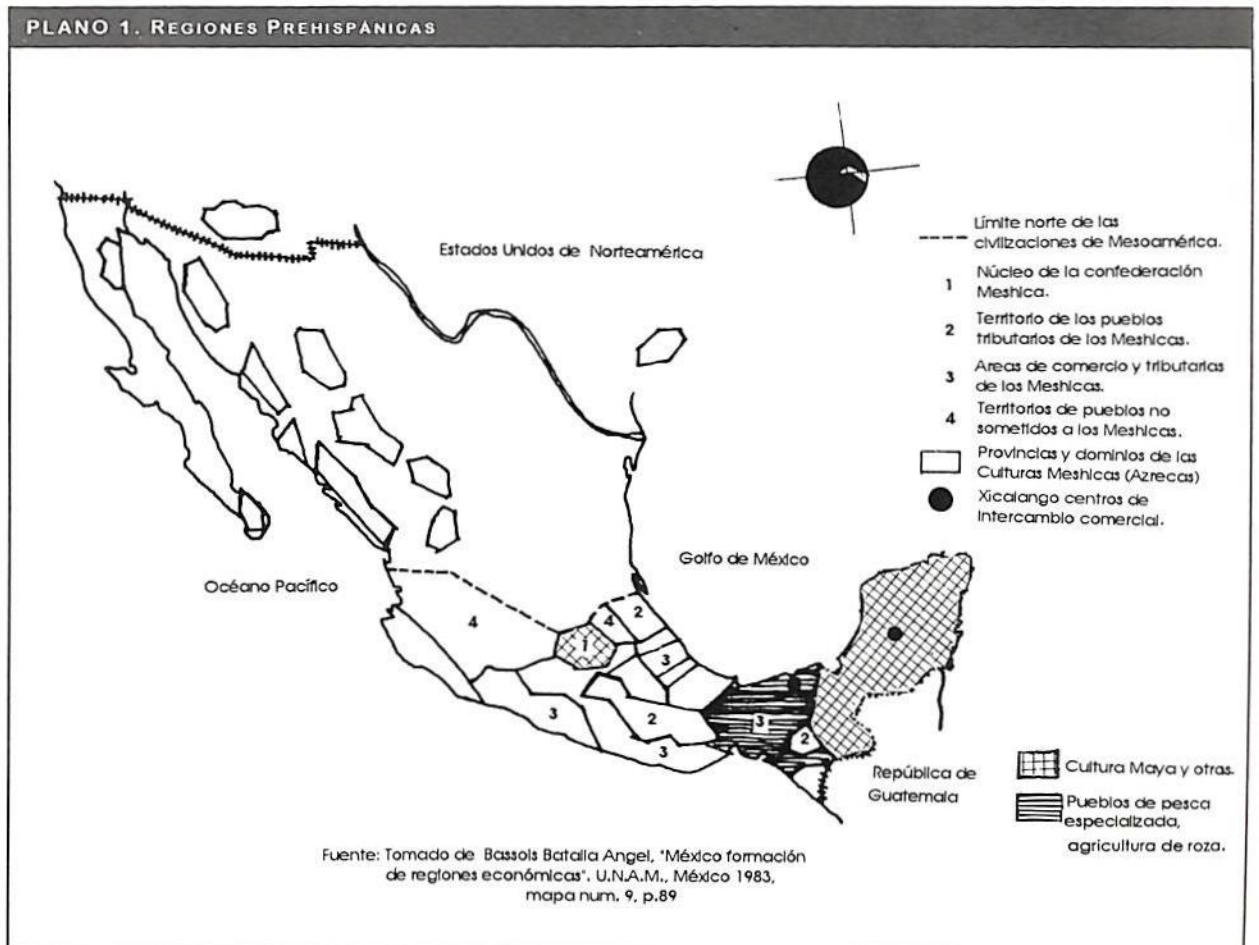 PLANO 1. REGIONES PREHISPÁNICAS
Estados Unidos de Norteamérica
Océano Pacífico
Golfo de México
República de
Guatemala
4
1
4
2
3
3
2
3
3
2
Límite norte de las
civilizaciones de Mesoamérica.
1 Núcleo de la confederación
Meshica.
2 Territorio de los pueblos
tributarios de los Meshicas.
3 Areas de comercio y tributarias
de los Meshicas.
4 Territorios de pueblos no
sometidos a los Meshicas.
Provincias y dominios de las
Culturas Meshicas (Azrecas)
Xicalango centros de
Intercambio comercial.
Cultura Maya y otras.
Pueblos de pesca
especializada,
agricultura de roza.
Fuente: Tomado de Bassols Batalla Angel, "México formación
de regiones económicas". U.N.A.M., México 1983,
mapa num. 9, p.89